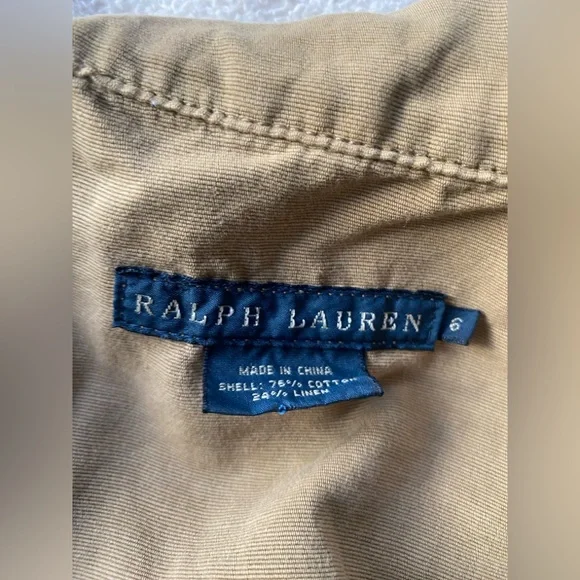 RALPH LAUREN 6
MADE IN CHINA
SHELL: 76% COTTON
24% LINEN